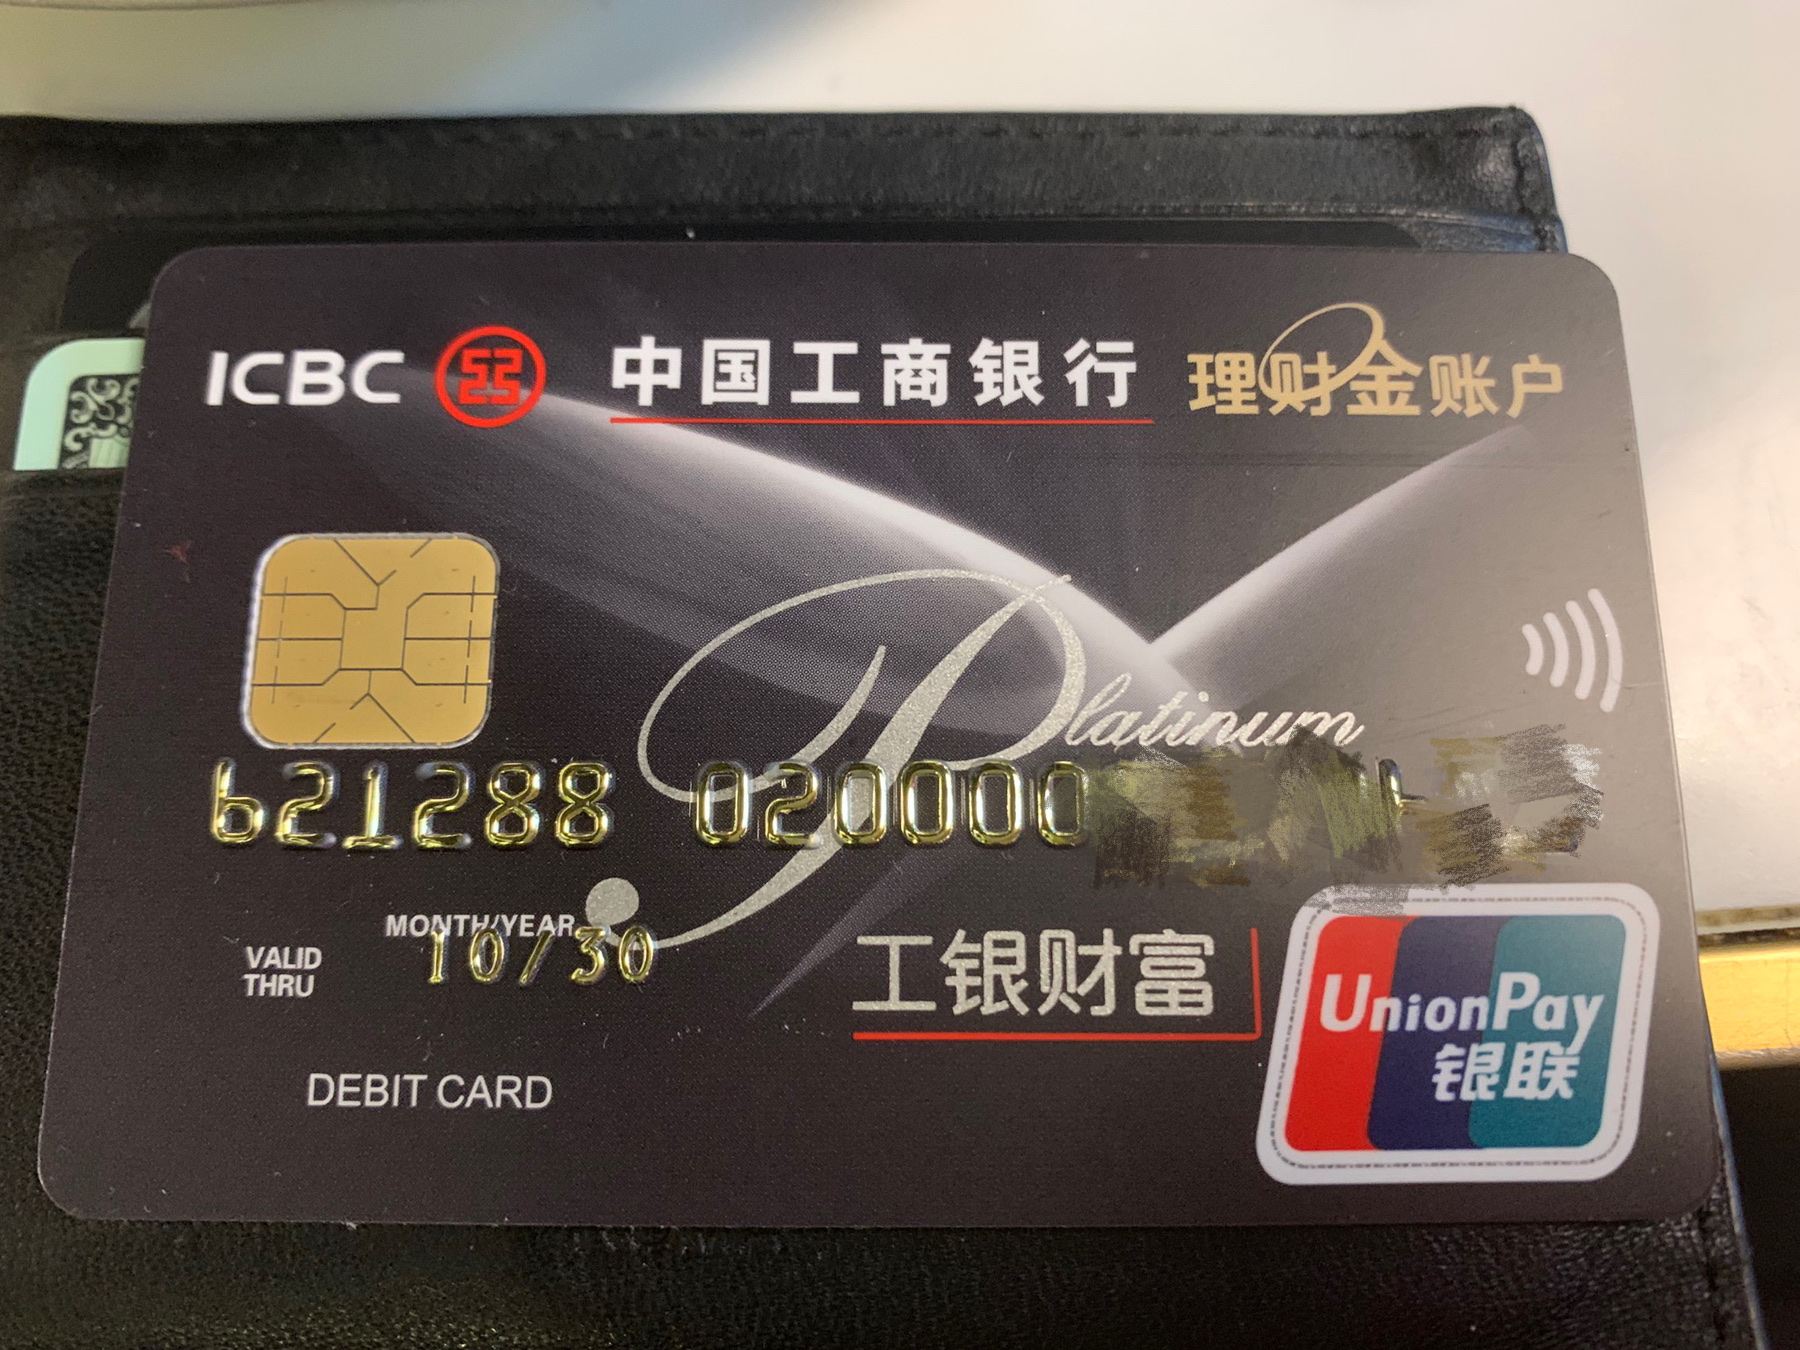 ICBC 中国工商银行 理财金账户
Platinum
621288 020000
MONTH/YEAR
VALID THRU 10/30
工银财富
DEBIT CARD
UnionPay
银联